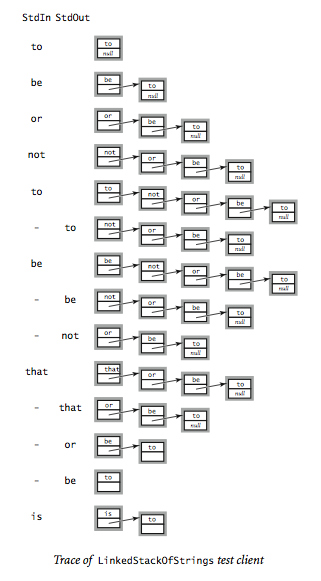 StdIn StdOut
to to
null
be be to
null
or or be to
null
not not or be to
null
to to not or be to
null
- to not or be to
null
be be not or be to
null
- be not or be to
null
- not or be to
null
that that or be to
null
- that or be to
null
- or be to
- be to
is is to
Trace of LinkedStackOfStrings test client